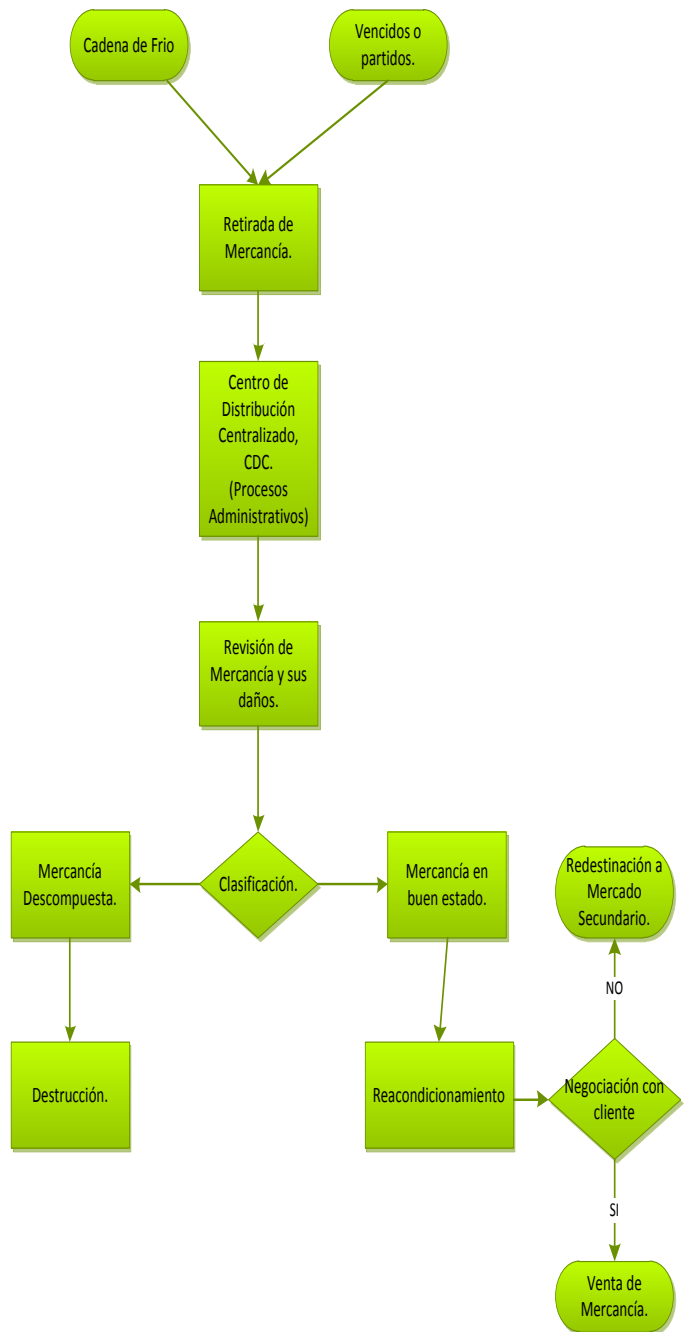 Cadena de Frio
Vencidos o
partidos.
Retirada de
Mercancía.
Centro de
Distribución
Centralizado,
CDC.
(Procesos
Administrativos)
Revisión de
Mercancía y sus
daños.
Mercancía
Descompuesta.
Clasificación.
Mercancía en
buen estado.
Redestinación a
Mercado
Secundario.
NO
Destrucción.
Reacondicionamiento
Negociación con
cliente
SI
Venta de
Mercancía.